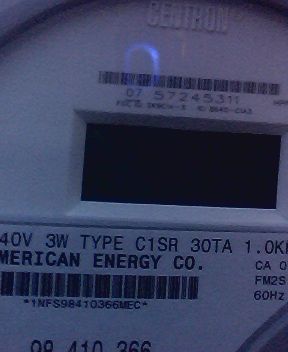 CENTRON
07 57245311
40V 3W TYPE C1SR 30TA 1.0K
MERICAN ENERGY CO.
CA 0
FM2S
60Hz
*1NFS98410366MEC*
98 410 366